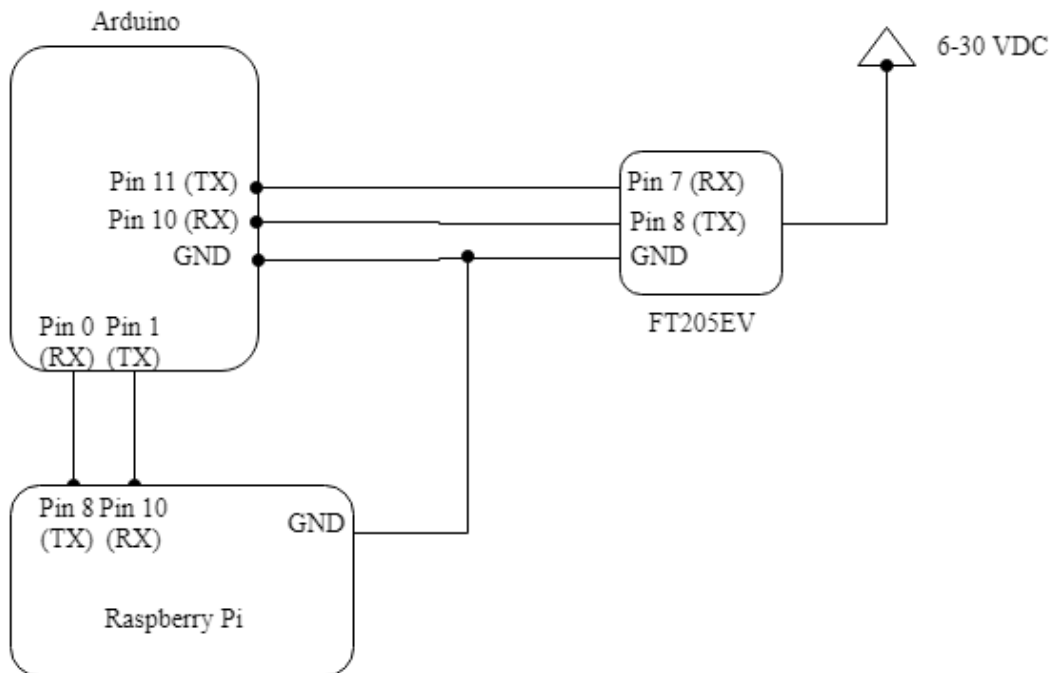 Arduino
6-30 VDC
Pin 11 (TX)
Pin 10 (RX)
GND
Pin 7 (RX)
Pin 8 (TX)
GND
FT205EV
Pin 0
(RX)
Pin 1
(TX)
Pin 8
(TX)
Pin 10
(RX)
GND
Raspberry Pi